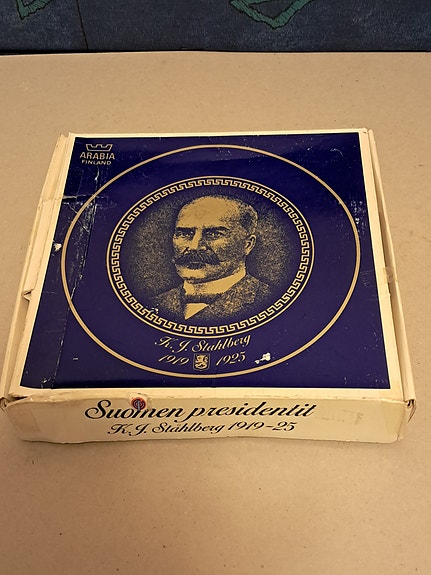 ARABIA
FINLAND
K. J. Ståhlberg
1919 1925
Suomen presidentit
K. J. Ståhlberg 1919-25